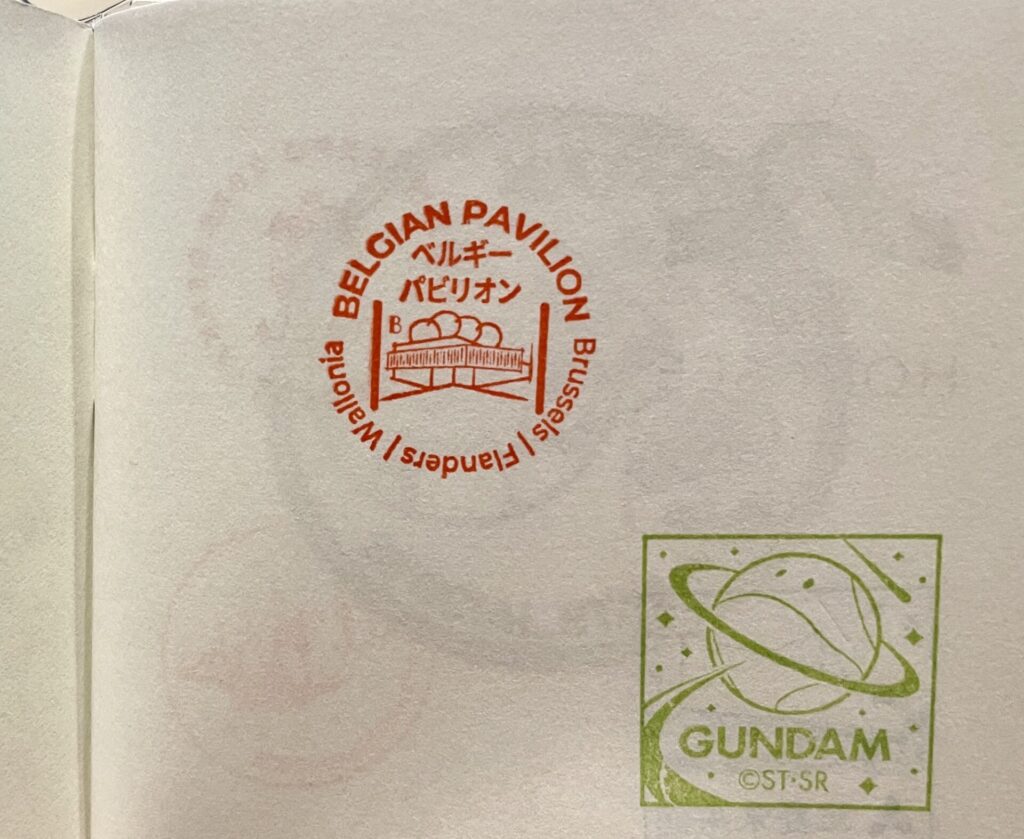 BELGIAN PAVILION
ベルギー
パビリオン
B
Brussels | Flanders | Wallonia
GUNDAM
©ST·SR